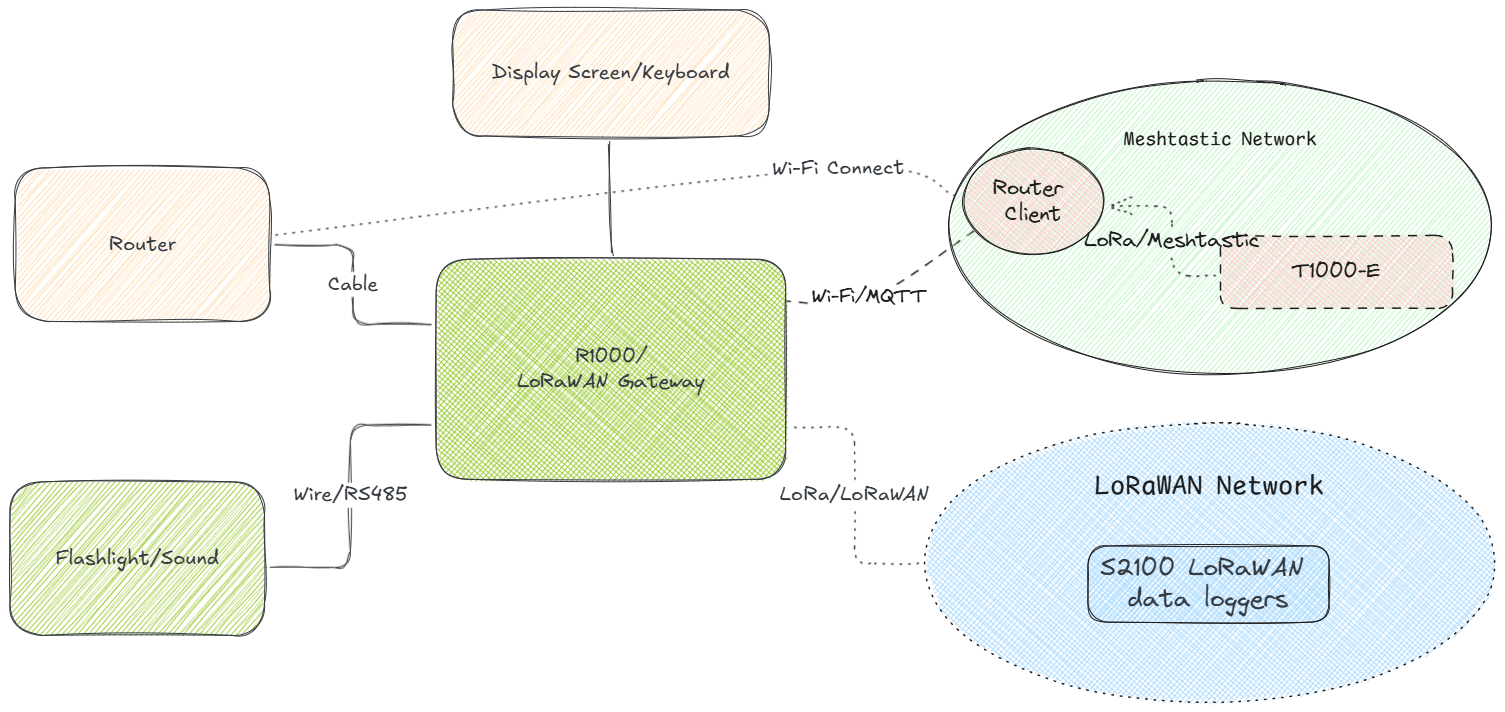 Display Screen/Keyboard
Meshtastic Network
Wi-Fi Connect
Router
Client
Router
LoRa/Meshtastic
T1000-E
Cable
Wi-Fi/MQTT
R1000/
LoRaWAN Gateway
Wire/RS485
LoRa/LoRaWAN
LoRaWAN Network
Flashlight/Sound
S2100 LoRaWAN
data loggers